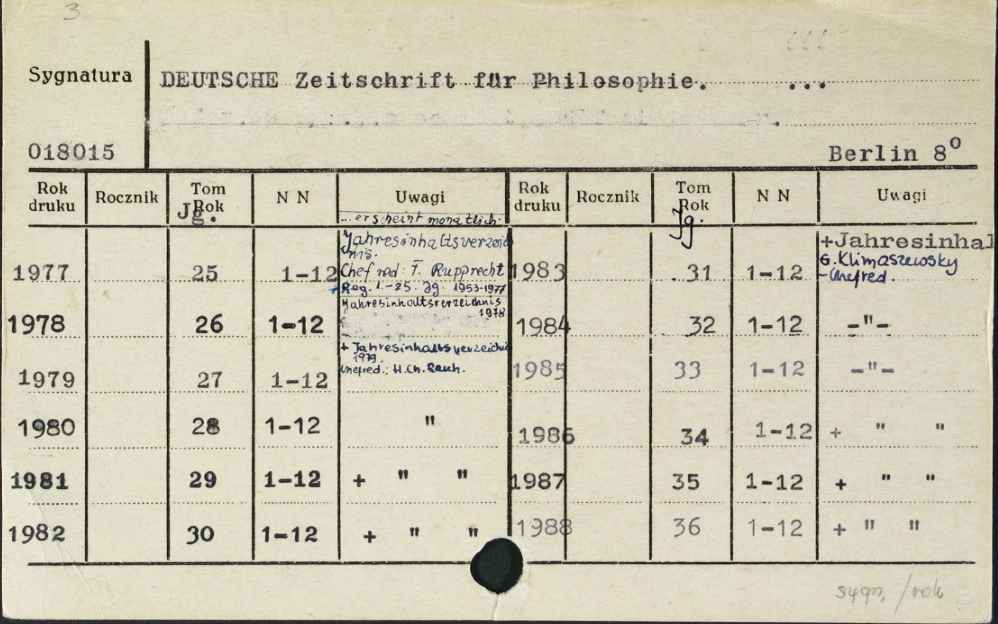 3
Sygnatura DEUTSCHE Zeitschrift für Philosophie. ...
018015 Berlin 8°
Rok druku Rocznik Tom Rok Jg. N N Uwagi Rok druku Rocznik Tom Rok Jg. N N Uwagi
...erscheint monatlich.
1977 25 1-12 Jahresinhaltsverzeichnis. Chefred: F. Rupprecht + Reg. 1.-25. Jg 1953-1977 1983 31 1-12 +Jahresinhal G. Klimaszewsky - Chefred.
1978 26 1-12 Jahresinhaltsverzeichnis 1978 1984 32 1-12 -"-
1979 27 1-12 + Jahresinhaltsverzeichnis 1979. Chefred.: H. Ch. Rauh. 1985 33 1-12 -"-
1980 28 1-12 " 1986 34 1-12 + " "
1981 29 1-12 + " " 1987 35 1-12 + " "
1982 30 1-12 + " " 1988 36 1-12 + " "
sygn. / rok